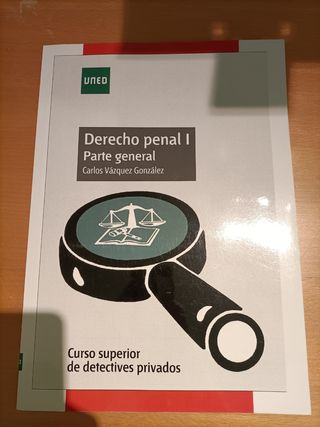 UNED
Derecho penal I
Parte general
Carlos Vázquez González
Curso superior
de detectives privados